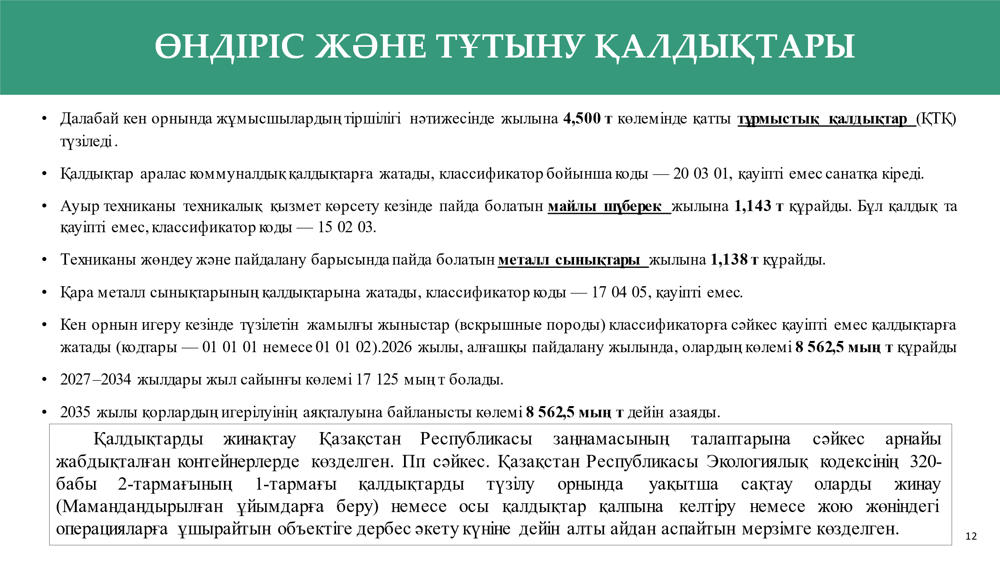 ӨНДІРІС ЖӘНЕ ТҰТЫНУ ҚАЛДЫҚТАРЫ
• Далабай кен орнында жұмысшылардың тіршілігі нәтижесінде жылына 4,500 т көлемінде қатты тұрмыстық қалдықтар (ҚТҚ)
түзіледі.
• Қалдықтар аралас коммуналдық қалдықтарға жатады, классификатор бойынша коды — 20 03 01, қауіпті емес санатқа кіреді.
• Ауыр техниканы техникалық қызмет көрсету кезінде пайда болатын майлы шүберек жылына 1,143 т құрайды. Бұл қалдық та
қауіпті емес, классификатор коды — 15 02 03.
• Техниканы жөндеу және пайдалану барысында пайда болатын металл сынықтары жылына 1,138 т құрайды.
• Қара металл сынықтарының қалдықтарына жатады, классификатор коды — 17 04 05, қауіпті емес.
• Кен орнын игеру кезінде түзілетін жамылғы жыныстар (вскрышные породы) классификаторға сәйкес қауіпті емес қалдықтарға
жатады (кодтары — 01 01 01 немесе 01 01 02).2026 жылы, алғашқы пайдалану жылында, олардың көлемі 8 562,5 мың т құрайды
• 2027–2034 жылдары жыл сайынғы көлемі 17 125 мың т болады.
• 2035 жылы қорлардың игерілуінің аяқталуына байланысты көлемі 8 562,5 мың т дейін азаяды.
Қалдықтарды жинақтау Қазақстан Республикасы заңнамасының талаптарына сәйкес арнайы
жабдықталған контейнерлерде көзделген. Пп сәйкес. Қазақстан Республикасы Экологиялық кодексінің 320-
бабы 2-тармағының 1-тармағы қалдықтарды түзілу орнында уақытша сақтау оларды жинау
(Мамандандырылған ұйымдарға беру) немесе осы қалдықтар қалпына келтіру немесе жою жөніндегі
операцияларға ұшырайтын объектіге дербес әкету күніне дейін алты айдан аспайтын мерзімге көзделген.
12